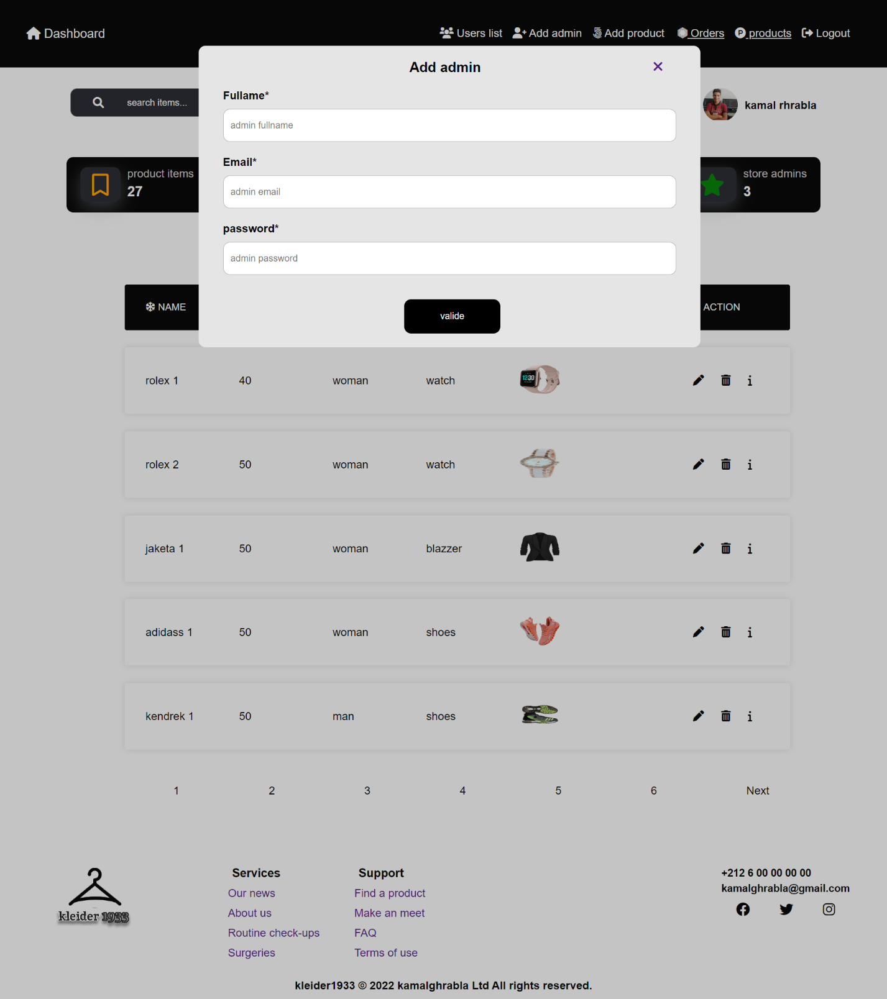 Dashboard
Users list
Add admin
Add product
Orders
products
Logout
Add admin
Fullame*
admin fullname
Email*
admin email
password*
admin password
valide
search items...
kamal rhrabla
product items
27
store admins
3
NAME
ACTION
rolex 1 40 woman watch
12:30
rolex 2 50 woman watch
jaketa 1 50 woman blazzer
adidass 1 50 woman shoes
kendrek 1 50 man shoes
1 2 3 4 5 6 Next
kleider 1933
Services
Our news
About us
Routine check-ups
Surgeries
Support
Find a product
Make an meet
FAQ
Terms of use
+212 6 00 00 00 00
kamalghrabla@gmail.com
kleider1933 © 2022 kamalghrabla Ltd All rights reserved.